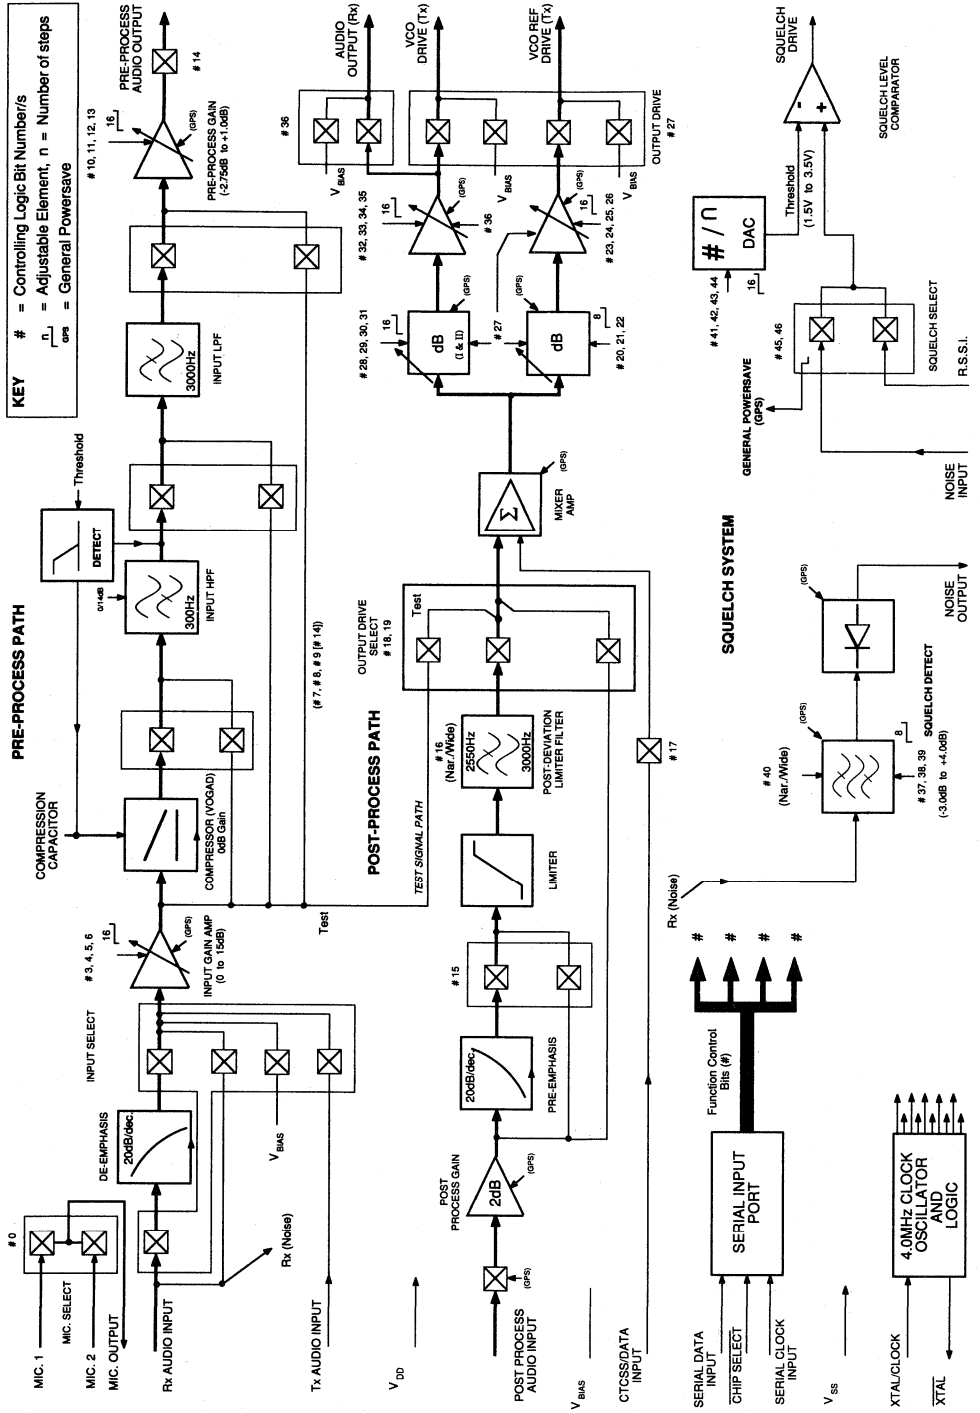 KEY
# = Controlling Logic Bit Number/s
n = Adjustable Element, n = Number of steps
GPS = General Powersave
PRE-PROCESS PATH
# 0
MIC. 1
MIC. SELECT
MIC. 2
MIC. OUTPUT
Rx AUDIO INPUT
Tx AUDIO INPUT
Rx (Noise)
DE-EMPHASIS
20dB/dec.
VBIAS
INPUT SELECT
# 3, 4, 5, 6
16
(GPS)
INPUT GAIN AMP
(0 to 15dB)
Test
COMPRESSION
CAPACITOR
COMPRESSOR (VOGAD)
0dB Gain
(# 7, # 8, # 9 [# 14])
0/14dB
300Hz
INPUT HPF
DETECT
Threshold
3000Hz
INPUT LPF
# 10, 11, 12, 13
16
(GPS)
PRE-PROCESS GAIN
(-2.75dB to +1.0dB)
PRE-PROCESS
AUDIO OUTPUT
# 14
POST-PROCESS PATH
VDD
POST PROCESS
AUDIO INPUT
(GPS)
VBIAS
CTCSS/DATA
INPUT
POST
PROCESS GAIN
2dB
(GPS)
20dB/dec.
PRE-EMPHASIS
# 15
LIMITER
TEST SIGNAL PATH
# 16
(Nar./Wide)
2550Hz
3000Hz
POST-DEVIATION
LIMITER FILTER
# 17
OUTPUT DRIVE
SELECT
# 18, 19
Test
Σ
MIXER
AMP
(GPS)
# 28, 29, 30, 31
16
dB
(I & II)
(GPS)
# 27
(GPS)
dB
8
# 20, 21, 22
# 32, 33, 34, 35
16
(GPS)
# 36
(GPS)
16
# 23, 24, 25, 26
# 36
VBIAS
VBIAS
VBIAS
OUTPUT DRIVE
# 27
AUDIO
OUTPUT (Rx)
VCO
DRIVE (Tx)
VCO REF
DRIVE (Tx)
SQUELCH SYSTEM
Rx (Noise)
# 40
(Nar./Wide)
(GPS)
8
# 37, 38, 39
(-3.0dB to +4.0dB)
SQUELCH DETECT
(GPS)
NOISE
OUTPUT
NOISE
INPUT
R.S.S.I.
GENERAL POWERSAVE
(GPS)
# 45, 46
SQUELCH SELECT
# 41, 42, 43, 44
16
# / ∩
DAC
Threshold
(1.5V to 3.5V)
-
+
SQUELCH LEVEL
COMPARATOR
SQUELCH
DRIVE
SERIAL DATA
INPUT
CHIP SELECT
SERIAL CLOCK
INPUT
SERIAL INPUT
PORT
Function Control
Bits (#)
#
#
#
#
VSS
XTAL/CLOCK
XTAL
4.0MHz CLOCK
OSCILLATOR
AND
LOGIC